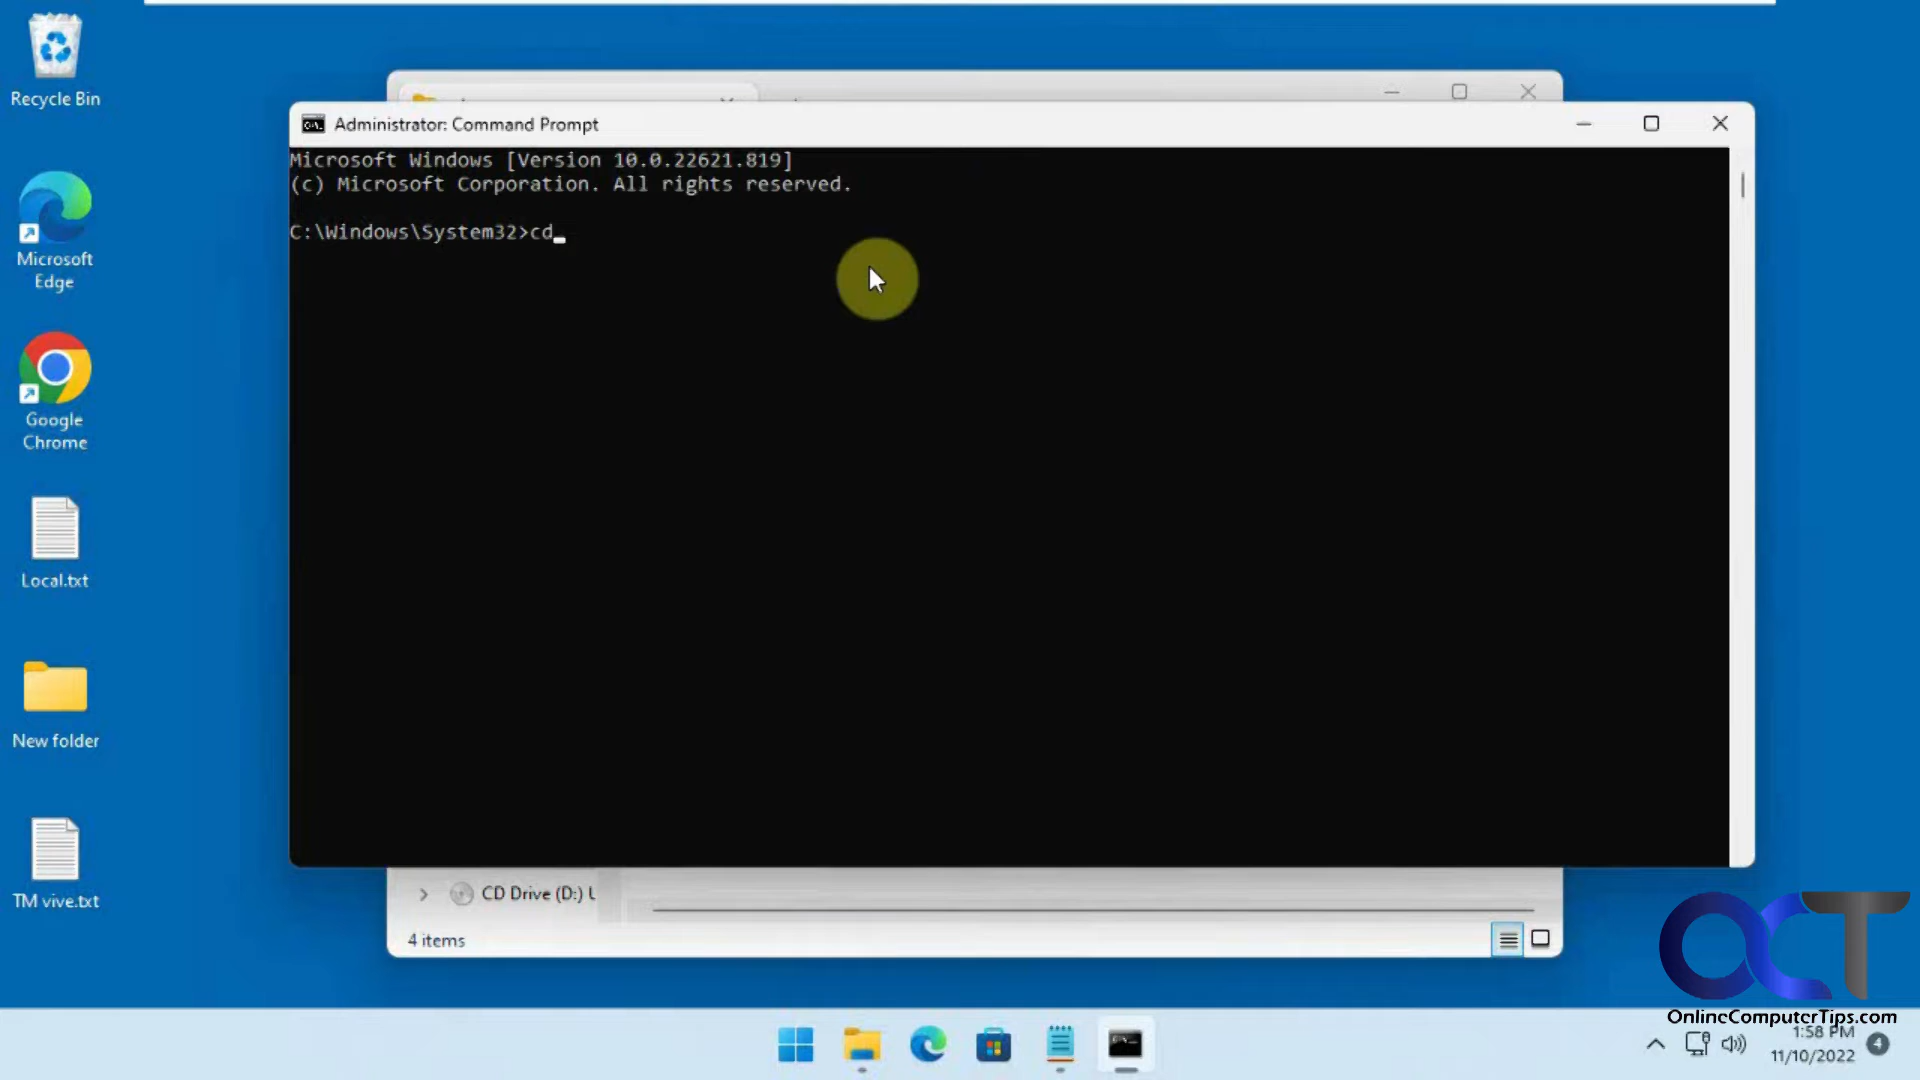 Recycle Bin
Microsoft
Edge
Google
Chrome
Local.txt
New folder
TM vive.txt
Administrator: Command Prompt
Microsoft Windows [Version 10.0.22621.819]
(c) Microsoft Corporation. All rights reserved.
C:\Windows\System32>cd
CD Drive (D:) U
4 items
OCT
OnlineComputerTips.com
1:58 PM
11/10/2022
4